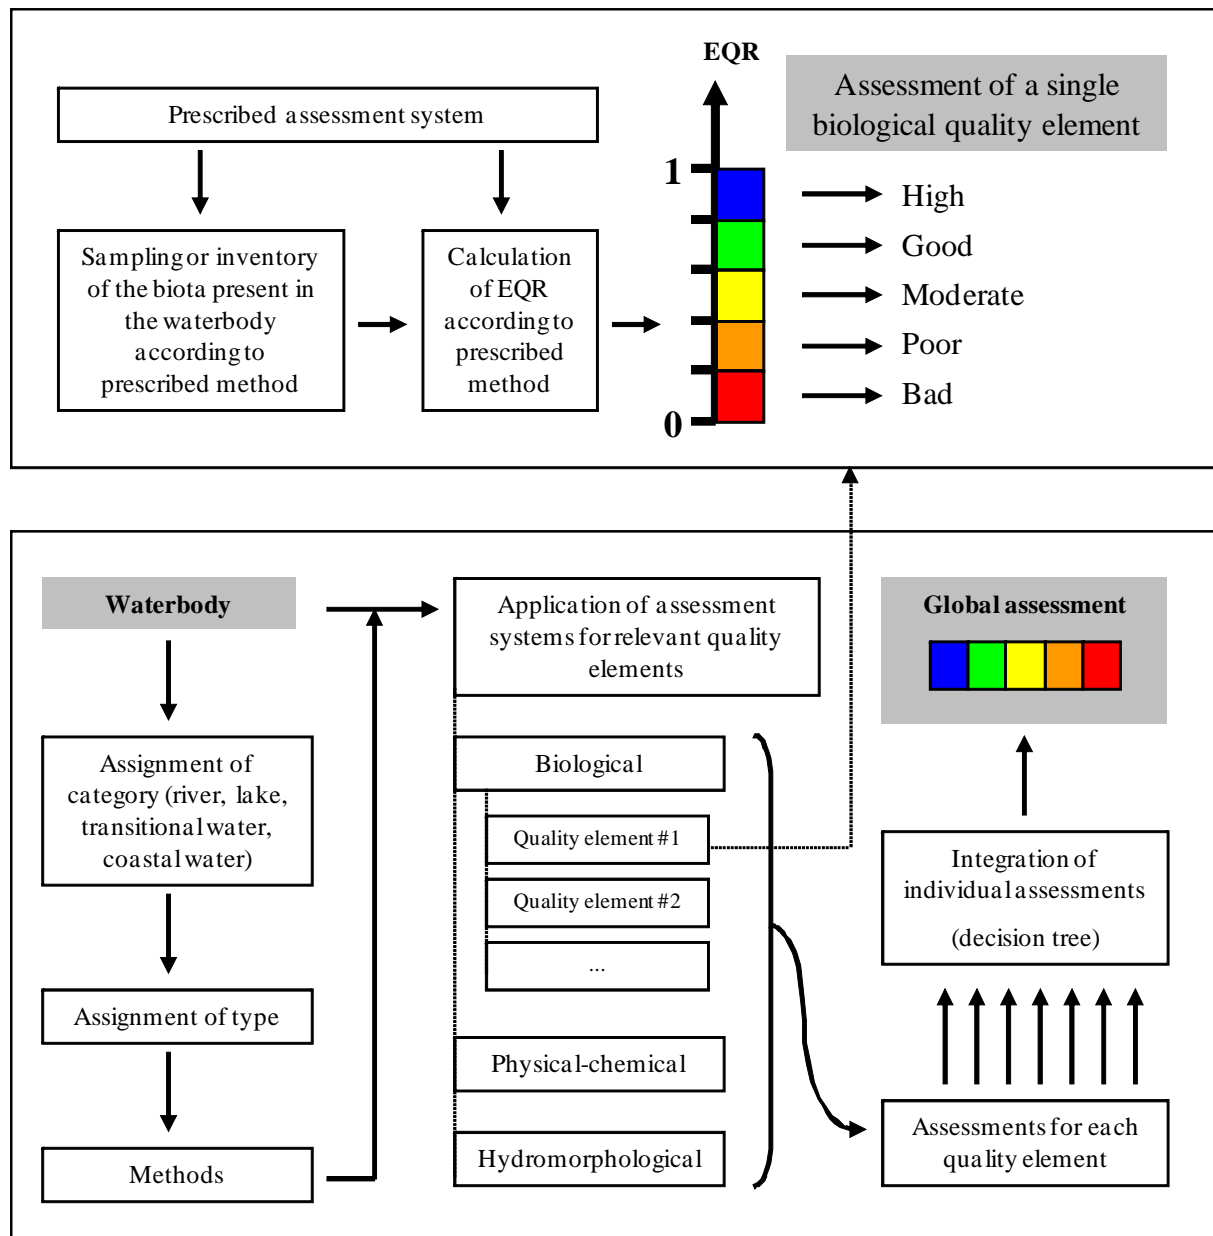 EQR
Assessment of a single
biological quality element
Prescribed assessment system
1
High
Good
Moderate
Poor
Bad
0
Sampling or inventory
of the biota present in
the waterbody
according to
prescribed method
Calculation
of EQR
according to
prescribed
method
Waterbody
Assignment of
category (river, lake,
transitional water,
coastal water)
Assignment of type
Methods
Application of assessment
systems for relevant quality
elements
Biological
Quality element #1
Quality element #2
...
Physical-chemical
Hydromorphological
Global assessment
Integration of
individual assessments
(decision tree)
Assessments for each
quality element